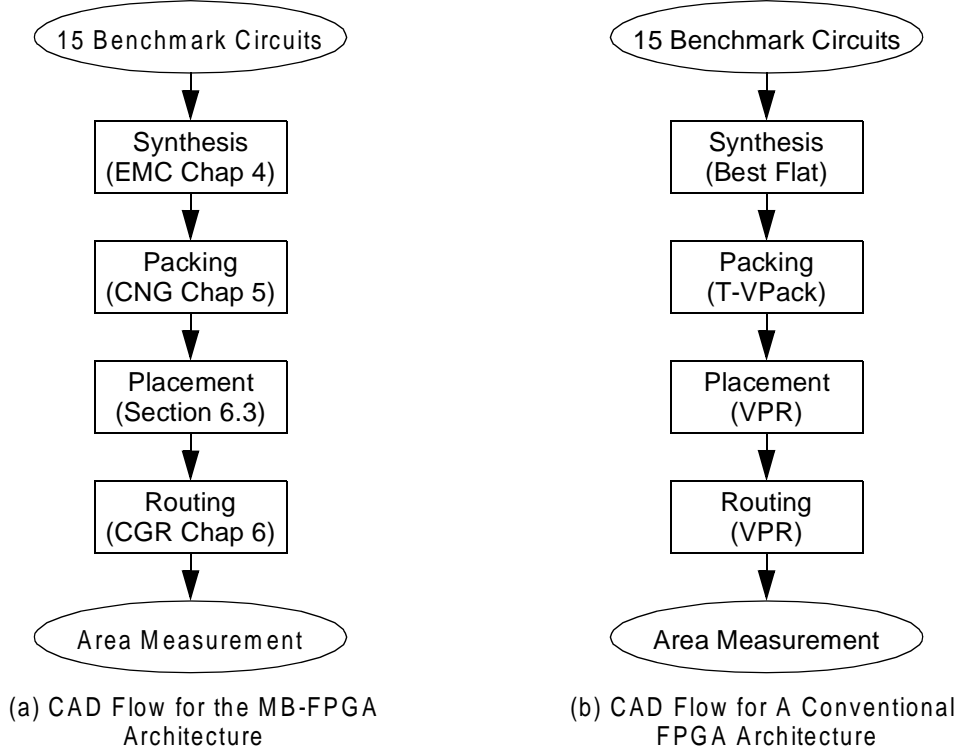 15 Benchmark Circuits
Synthesis
(EMC Chap 4)
Packing
(CNG Chap 5)
Placement
(Section 6.3)
Routing
(CGR Chap 6)
Area Measurement
(a) CAD Flow for the MB-FPGA
Architecture
15 Benchmark Circuits
Synthesis
(Best Flat)
Packing
(T-VPack)
Placement
(VPR)
Routing
(VPR)
Area Measurement
(b) CAD Flow for A Conventional
FPGA Architecture